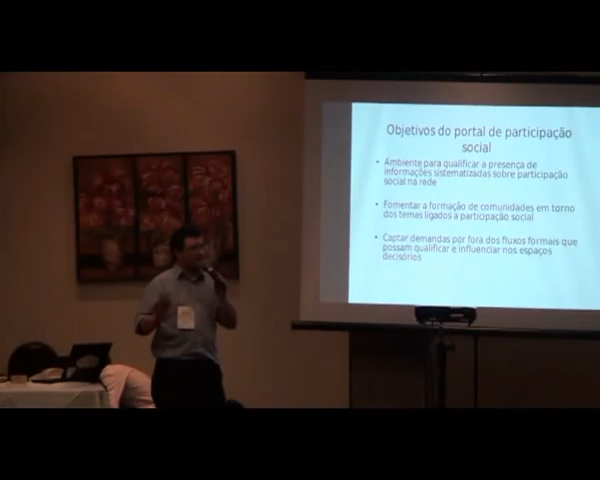 Objetivos do portal de participação
social
• Ambiente para qualificar a presença de
informações sistematizadas sobre participação
social na rede
• Fomentar a formação de comunidades em torno
dos temas ligados à participação social
• Captar demandas por fora dos fluxos formais que
possam qualificar e influenciar nos espaços
decisórios